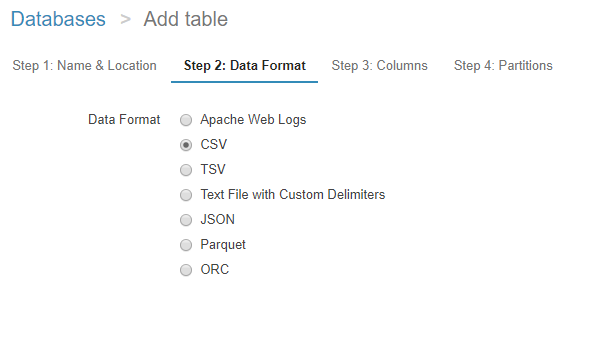 Databases > Add table
Step 1: Name & Location Step 2: Data Format Step 3: Columns Step 4: Partitions
Data Format Apache Web Logs
CSV
TSV
Text File with Custom Delimiters
JSON
Parquet
ORC